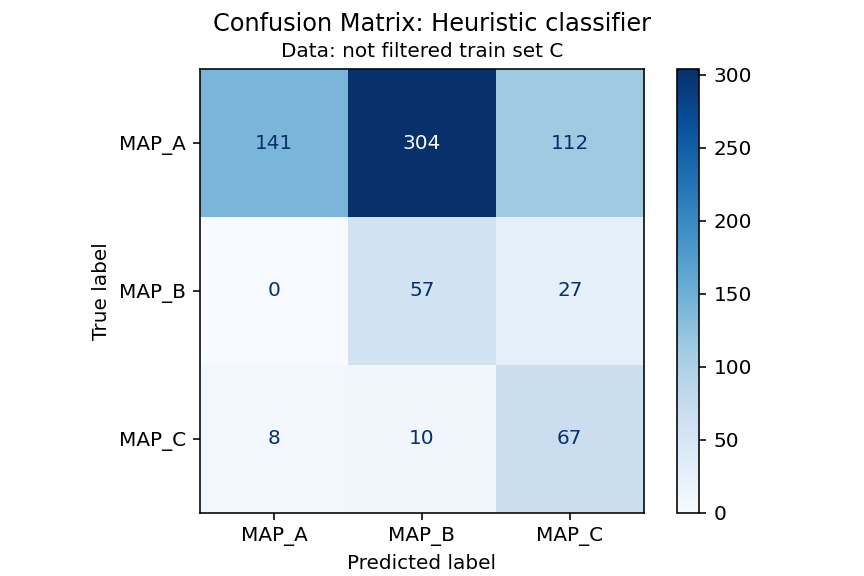 Confusion Matrix: Heuristic classifier
Data: not filtered train set C
True label
MAP_A
141 304 112
MAP_B
0 57 27
MAP_C
8 10 67
MAP_A MAP_B MAP_C
Predicted label
300
250
200
150
100
50
0